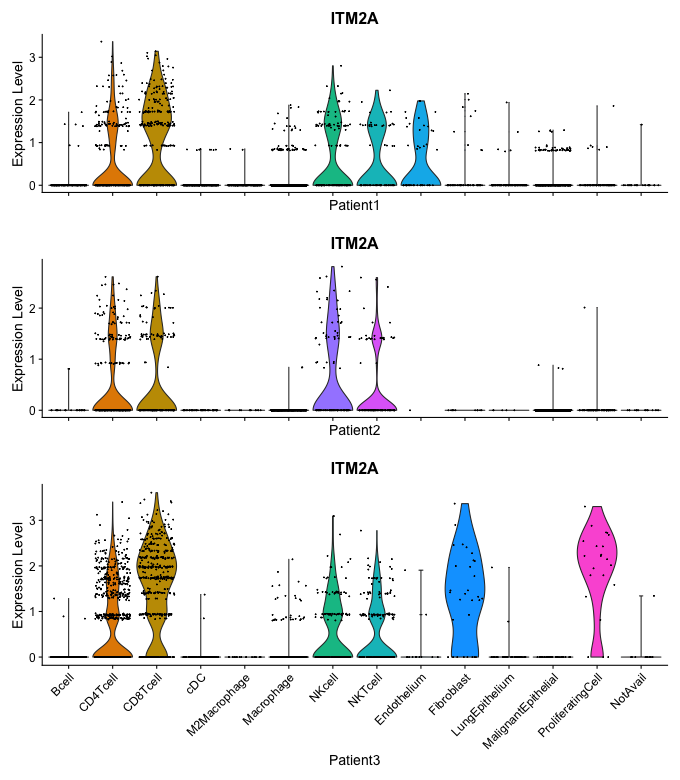 ITM2A
Expression Level
3
2
1
0
Patient1
ITM2A
Expression Level
2
1
0
Patient2
ITM2A
Expression Level
3
2
1
0
Bcell
CD4Tcell
CD8Tcell
cDC
M2Macrophage
Macrophage
NKcell
NKTcell
Endothelium
Fibroblast
LungEpithelium
MalignantEpithelial
ProliferatingCell
NotAvail
Patient3